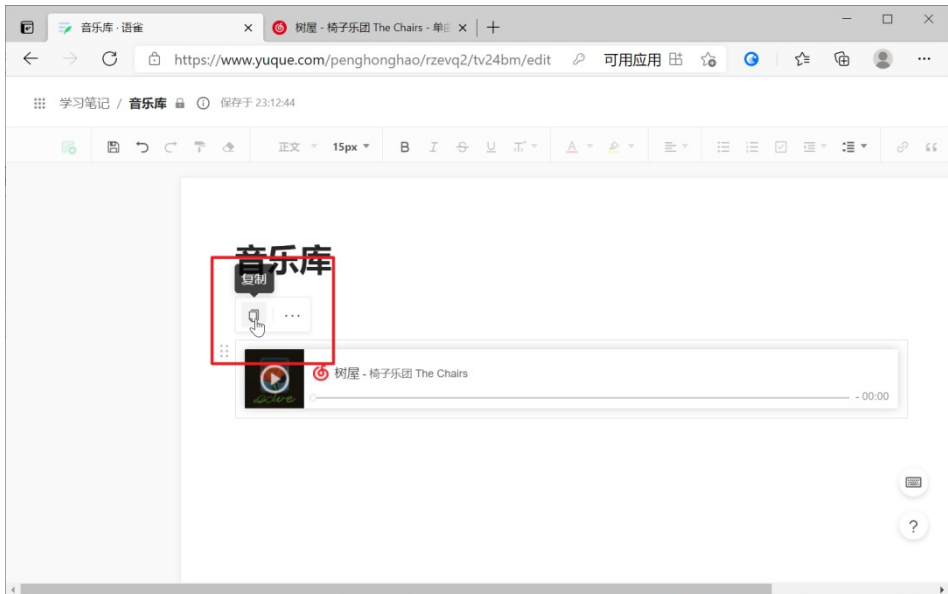 音乐库 · 语雀
树屋 - 椅子乐团 The Chairs - 单曲
https://www.yuque.com/penghonghao/rzevq2/tv24bm/edit
可用应用
学习笔记 / 音乐库
保存于 23:12:44
正文
15px
B I S U T A
音乐库
复制
树屋 - 椅子乐团 The Chairs
- 00:00
?